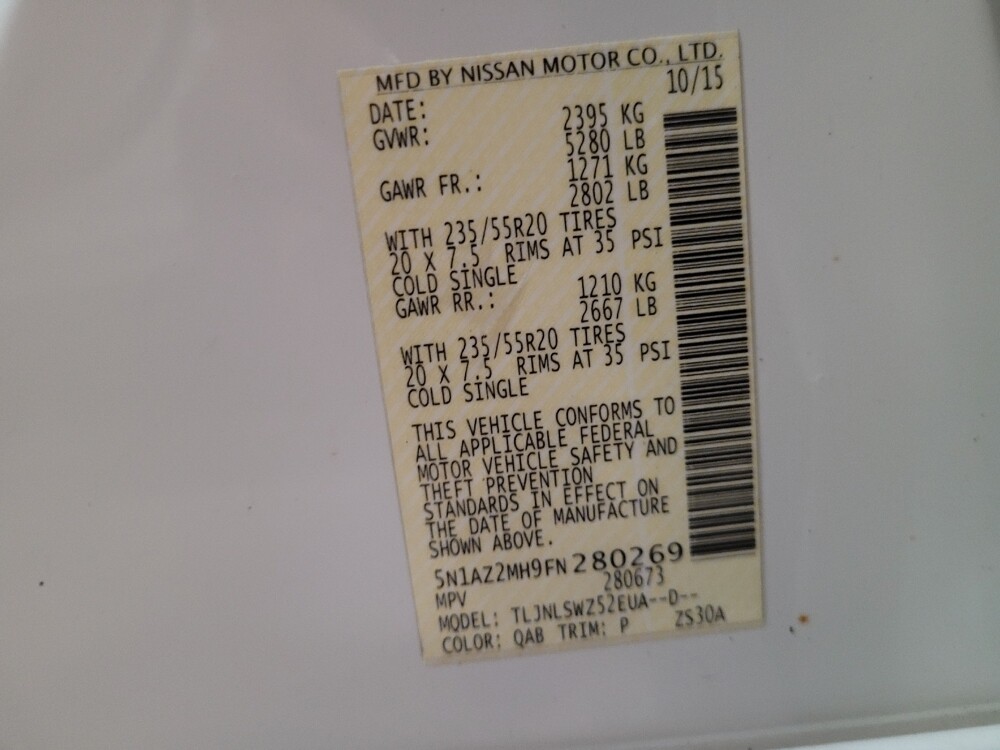 MFD BY NISSAN MOTOR CO., LTD.
DATE: 10/15
GVWR: 2395 KG
5280 LB
GAWR FR.: 1271 KG
2802 LB
WITH 235/55R20 TIRES
20 X 7.5 RIMS AT 35 PSI
COLD SINGLE
GAWR RR.: 1210 KG
2667 LB
WITH 235/55R20 TIRES
20 X 7.5 RIMS AT 35 PSI
COLD SINGLE
THIS VEHICLE CONFORMS TO
ALL APPLICABLE FEDERAL
MOTOR VEHICLE SAFETY AND
THEFT PREVENTION
STANDARDS IN EFFECT ON
THE DATE OF MANUFACTURE
SHOWN ABOVE.
5N1AZ2MH9FN280269
MPV 280673
MODEL: TLJNLSWZ52EUA--D--
COLOR: QAB TRIM: P ZS30A